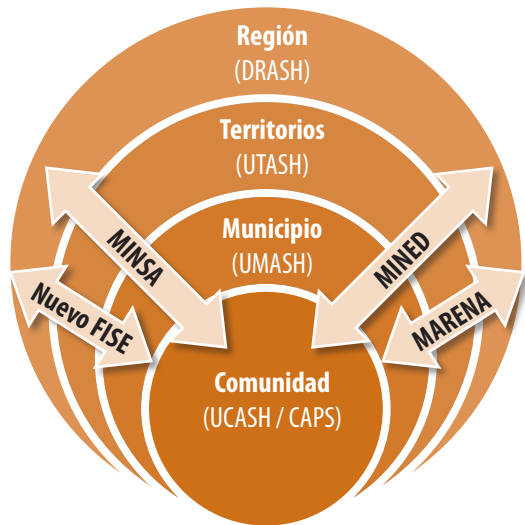 Región
(DRASH)
Territorios
(UTASH)
Municipio
(UMASH)
MINSA
MINED
Nuevo FISE
MARENA
Comunidad
(UCASH / CAPS)